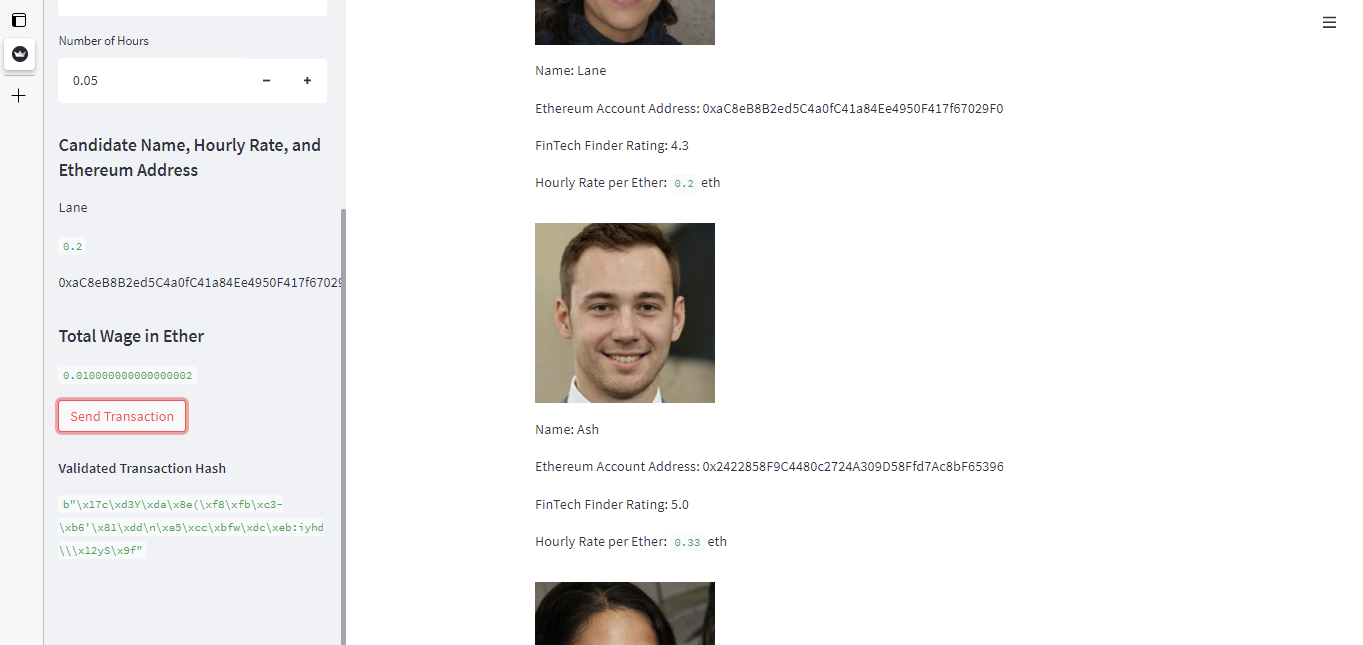 Number of Hours
0.05
Candidate Name, Hourly Rate, and
Ethereum Address
Lane
0.2
0xaC8eB8B2ed5C4a0fC41a84Ee4950F417f67029
Total Wage in Ether
0.010000000000000002
Send Transaction
Validated Transaction Hash
b"\x17c\xd3Y\xda\x8e(\xf8\xfb\xc3-
\xb6'\x81\xdd\n\xa5\xcc\xbfw\xdc\xeb:iyhd
\\\x12yS\x9f"
Name: Lane
Ethereum Account Address: 0xaC8eB8B2ed5C4a0fC41a84Ee4950F417f67029F0
FinTech Finder Rating: 4.3
Hourly Rate per Ether: 0.2 eth
Name: Ash
Ethereum Account Address: 0x2422858F9C4480c2724A309D58Ffd7Ac8bF65396
FinTech Finder Rating: 5.0
Hourly Rate per Ether: 0.33 eth